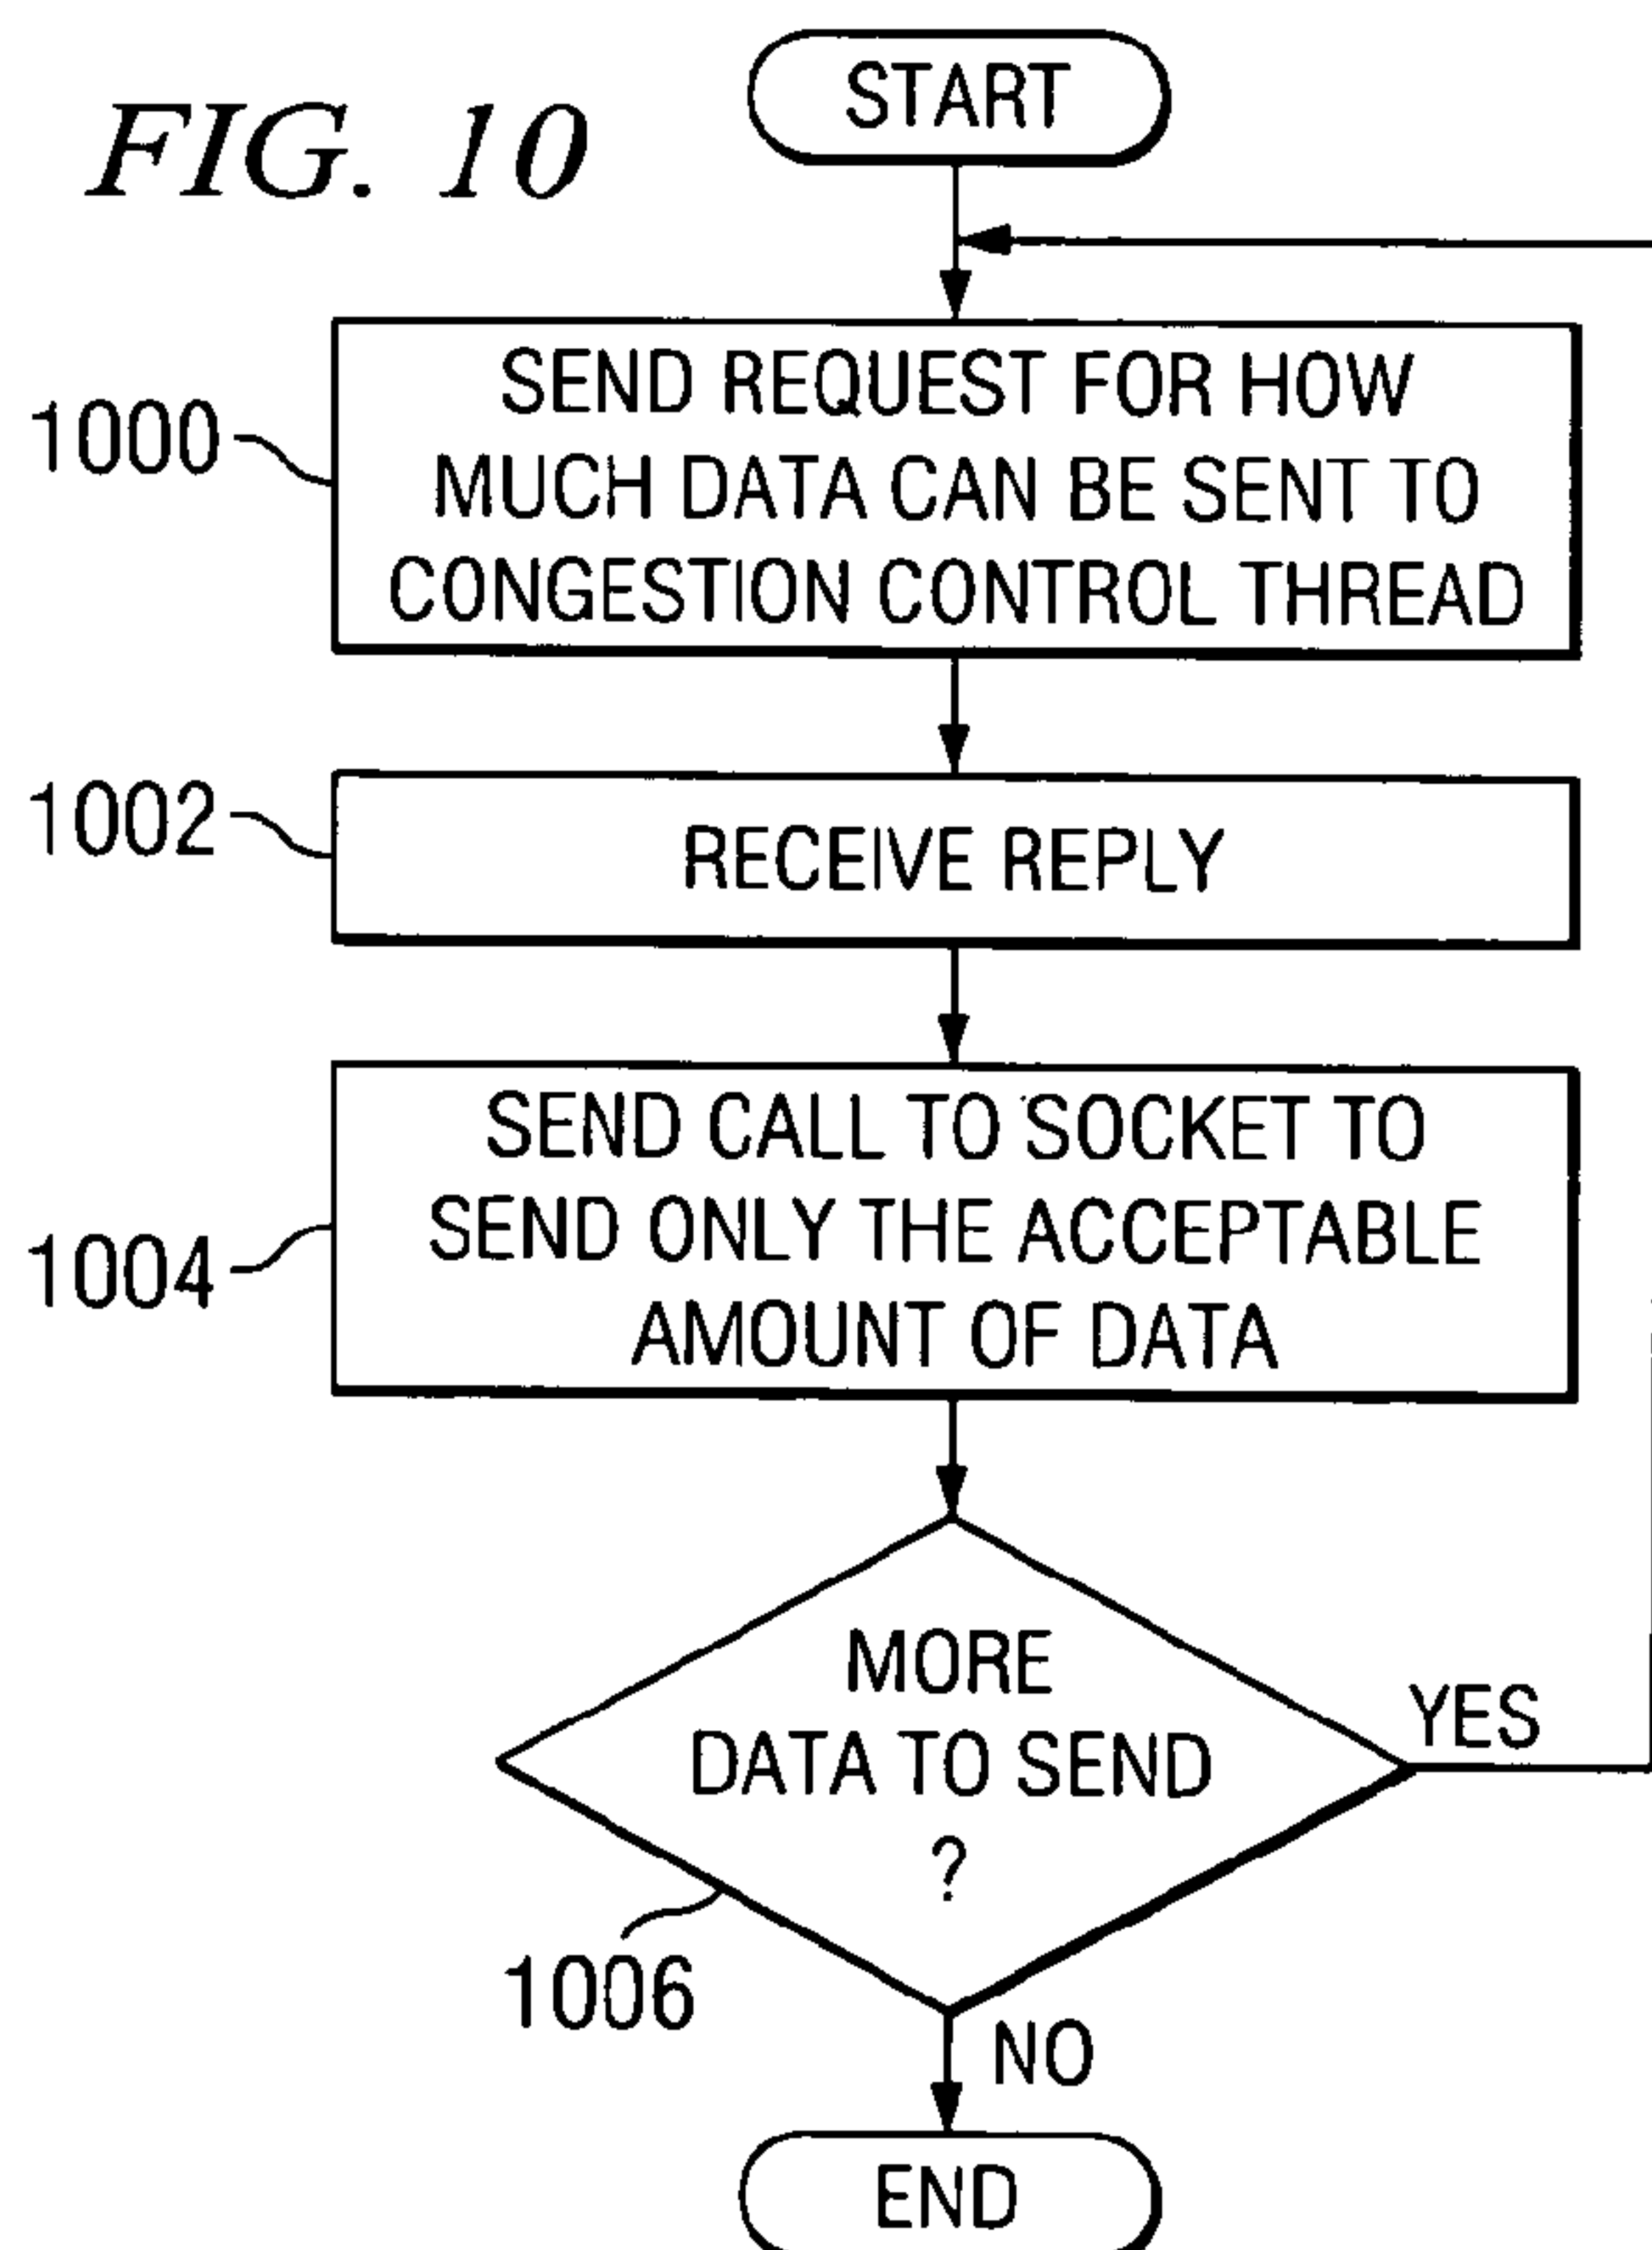 FIG. 10
START
1000
SEND REQUEST FOR HOW
MUCH DATA CAN BE SENT TO
CONGESTION CONTROL THREAD
1002
RECEIVE REPLY
1004
SEND CALL TO SOCKET TO
SEND ONLY THE ACCEPTABLE
AMOUNT OF DATA
MORE
DATA TO SEND
?
YES
1006
NO
END